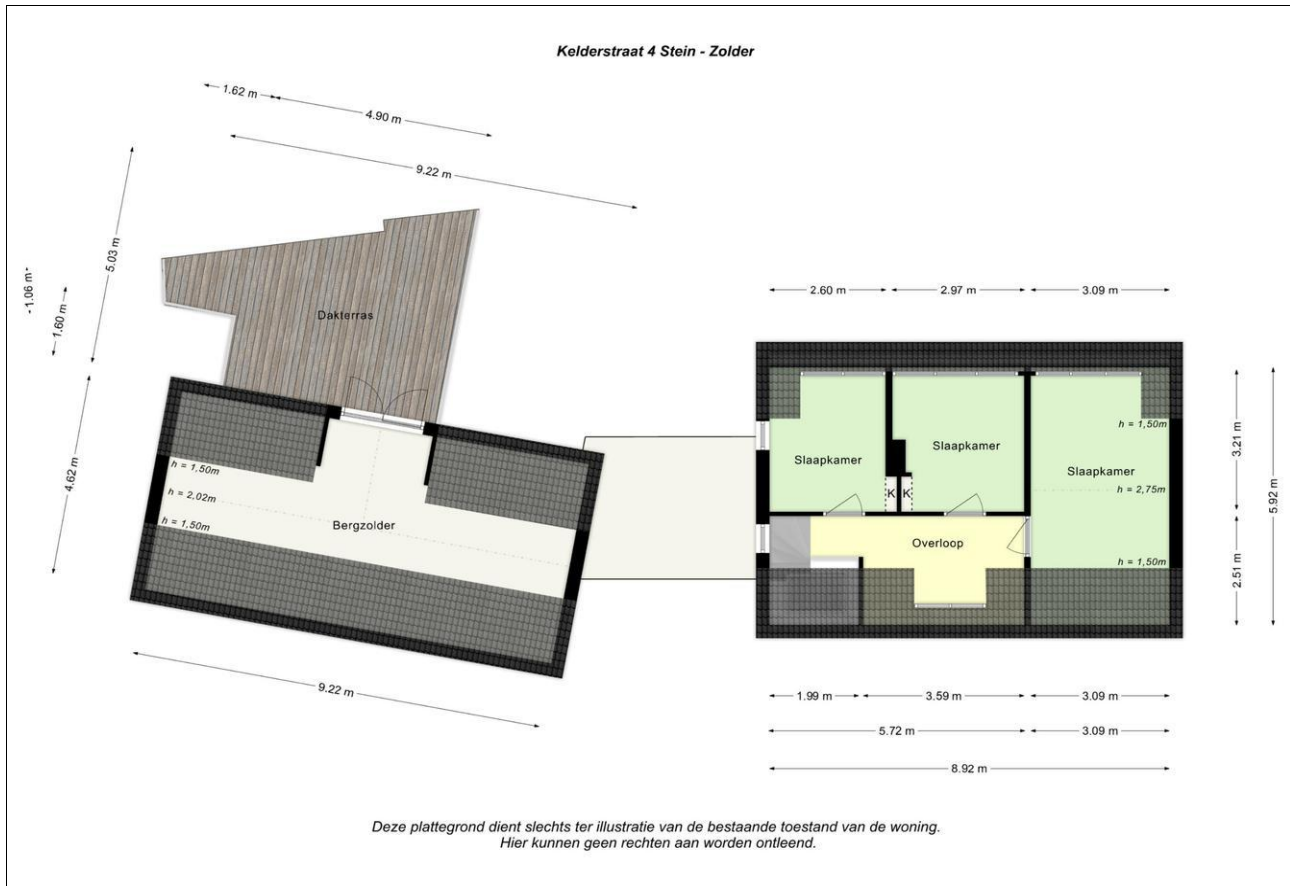 Kelderstraat 4 Stein - Zolder
1.62 m
4.90 m
9.22 m
5.03 m
1.06 m
1.60 m
4.62 m
Dakterras
h = 1,50m
h = 2,02m
h = 1,50m
Bergzolder
9.22 m
2.60 m
2.97 m
3.09 m
Slaapkamer
Slaapkamer
Slaapkamer
h = 1,50m
h = 2,75m
h = 1,50m
K
K
Overloop
3.21 m
2.51 m
5.92 m
1.99 m
3.59 m
3.09 m
5.72 m
3.09 m
8.92 m
Deze plattegrond dient slechts ter illustratie van de bestaande toestand van de woning.
Hier kunnen geen rechten aan worden ontleend.